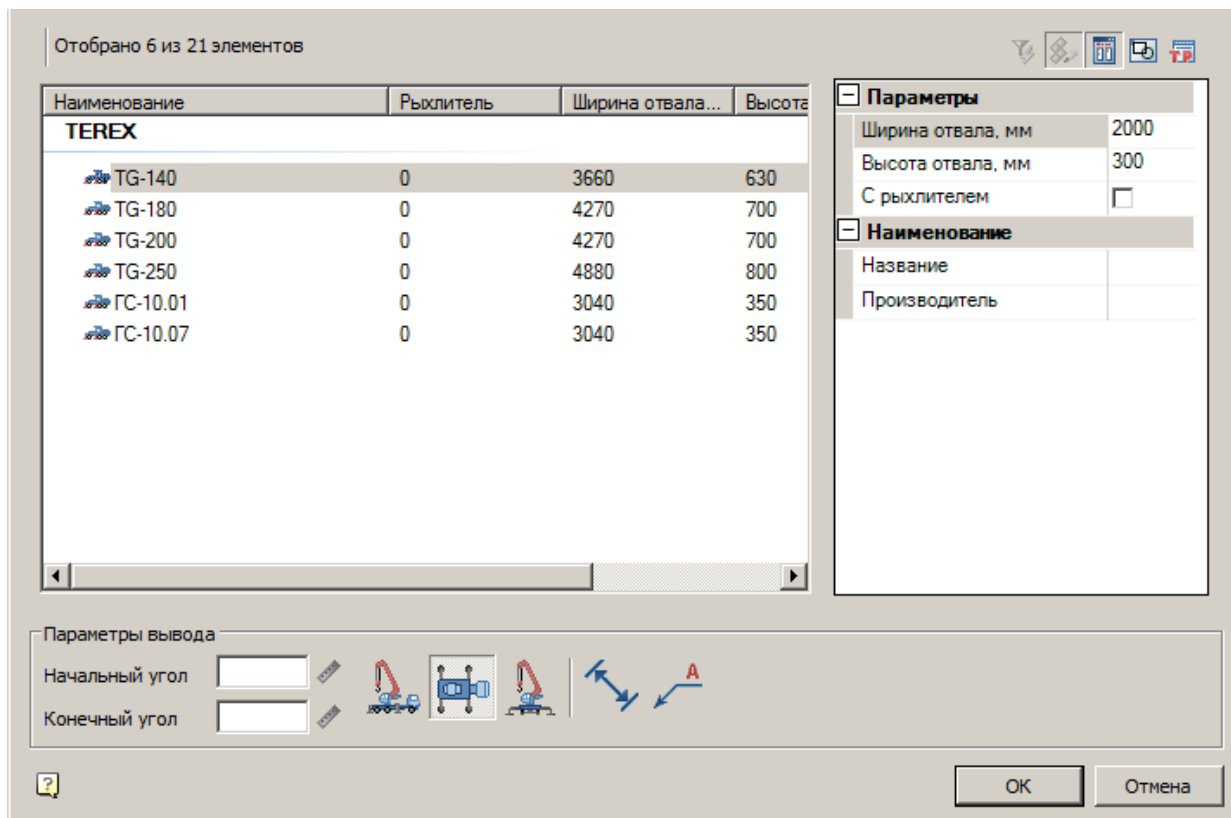 Отобрано 6 из 21 элементов
Наименование Рыхлитель Ширина отвала... Высота
TEREX
TG-140 0 3660 630
TG-180 0 4270 700
TG-200 0 4270 700
TG-250 0 4880 800
ГС-10.01 0 3040 350
ГС-10.07 0 3040 350
Параметры
Ширина отвала, мм 2000
Высота отвала, мм 300
С рыхлителем
Наименование
Название
Производитель
Параметры вывода
Начальный угол
Конечный угол
A
OK Отмена